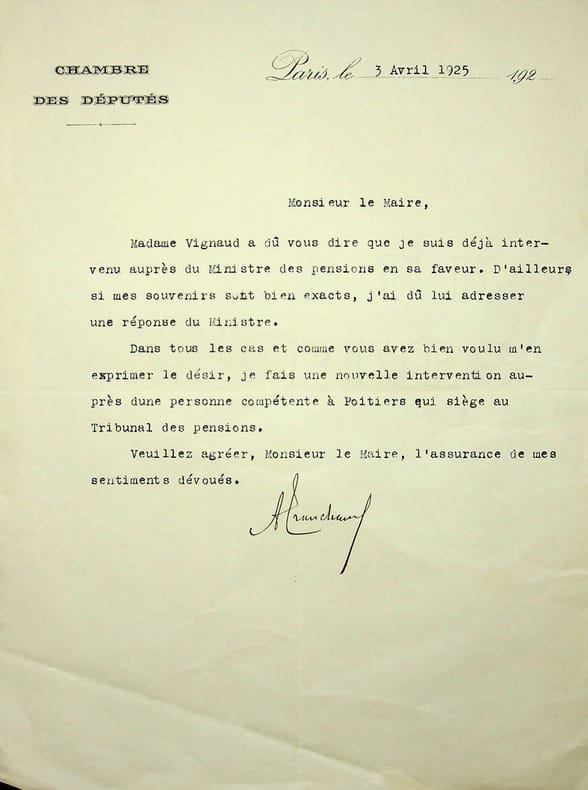 CHAMBRE
DES DÉPUTÉS
Paris, le 3 Avril 1925 192
Monsieur le Maire,
Madame Vignaud a dû vous dire que je suis déjà inter-
venu auprès du Ministre des pensions en sa faveur. D'ailleurs
si mes souvenirs sont bien exacts, j'ai dû lui adresser
une réponse du Ministre.
Dans tous les cas et comme vous avez bien voulu m'en
exprimer le désir, je fais une nouvelle intervention au-
près dune personne compétente à Poitiers qui siège au
Tribunal des pensions.
Veuillez agréer, Monsieur le Maire, l'assurance de mes
sentiments dévoués.